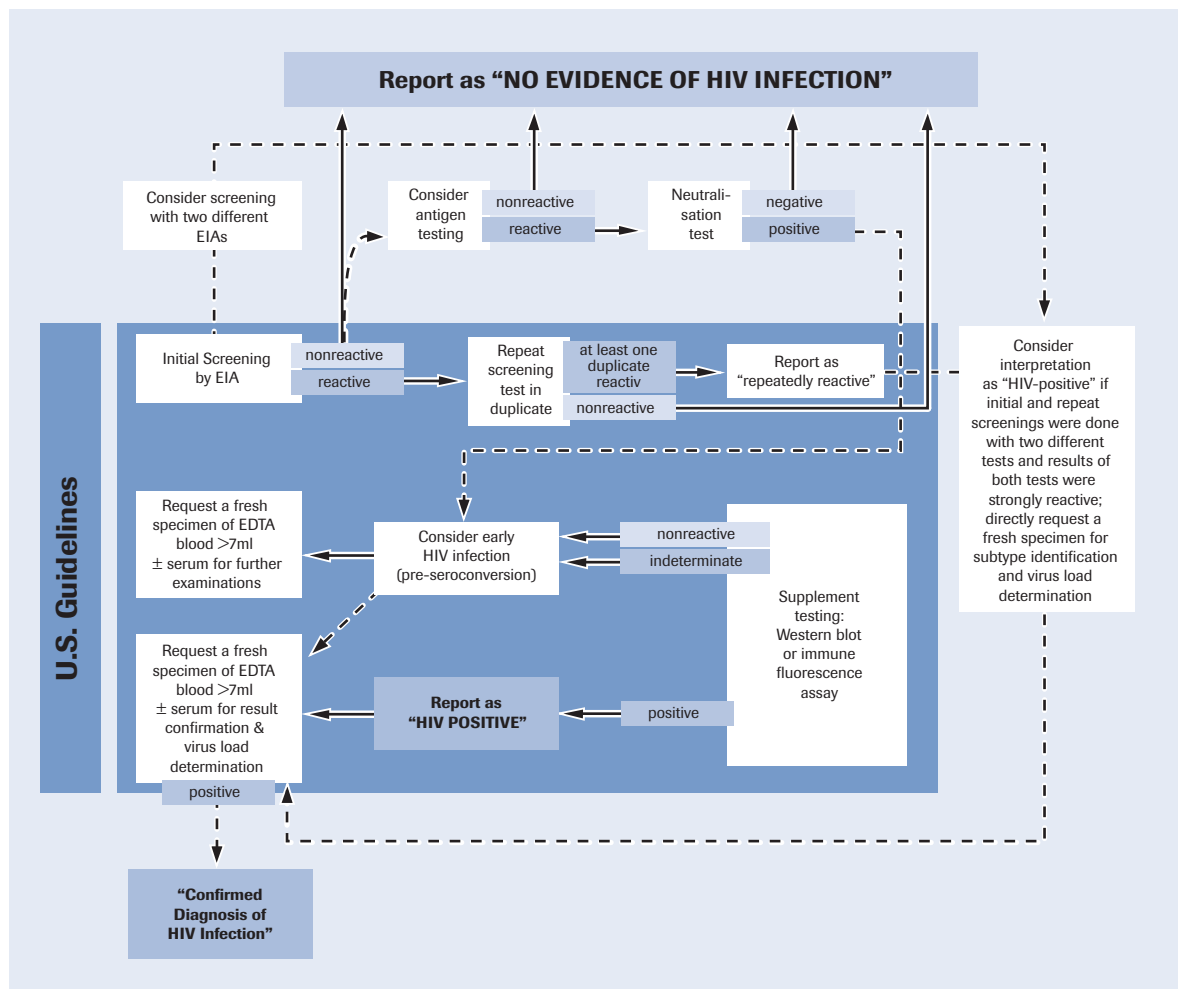 Report as “NO EVIDENCE OF HIV INFECTION”
Consider screening
with two different
EIAs
Consider
antigen
testing
nonreactive
reactive
Neutrali-
sation
test
negative
positive
U.S. Guidelines
Initial Screening
by EIA
nonreactive
reactive
Repeat
screening
test in
duplicate
at least one
duplicate
reactiv
nonreactive
Report as
“repeatedly reactive”
Consider
interpretation
as “HIV-positive” if
initial and repeat
screenings were done
with two different
tests and results of
both tests were
strongly reactive;
directly request a
fresh specimen for
subtype identification
and virus load
determination
Request a fresh
specimen of EDTA
blood >7ml
± serum for further
examinations
Consider early
HIV infection
(pre-seroconversion)
nonreactive
indeterminate
Supplement
testing:
Western blot
or immune
fluorescence
assay
Request a fresh
specimen of EDTA
blood >7ml
± serum for result
confirmation &
virus load
determination
positive
Report as
“HIV POSITIVE”
positive
“Confirmed
Diagnosis of
HIV Infection”